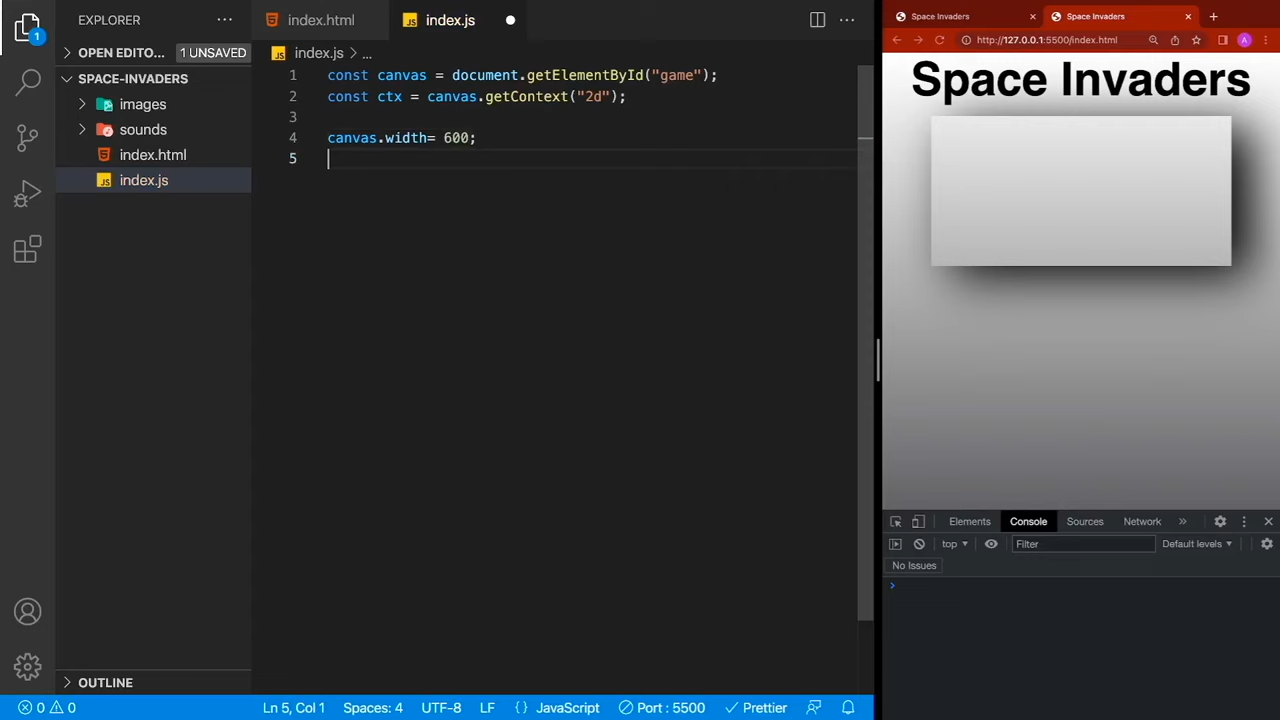 EXPLORER
OPEN EDITO... 1 UNSAVED
SPACE-INVADERS
images
sounds
index.html
index.js
OUTLINE
1
index.html
index.js
index.js > ...
1 const canvas = document.getElementById("game");
2 const ctx = canvas.getContext("2d");
3
4 canvas.width= 600;
5
0 0
Ln 5, Col 1
Spaces: 4
UTF-8
LF
{ } JavaScript
Port : 5500
Prettier
Space Invaders
Space Invaders
http://127.0.0.1:5500/index.html
A
Space Invaders
Elements Console Sources Network »
top
Filter
Default levels
No Issues